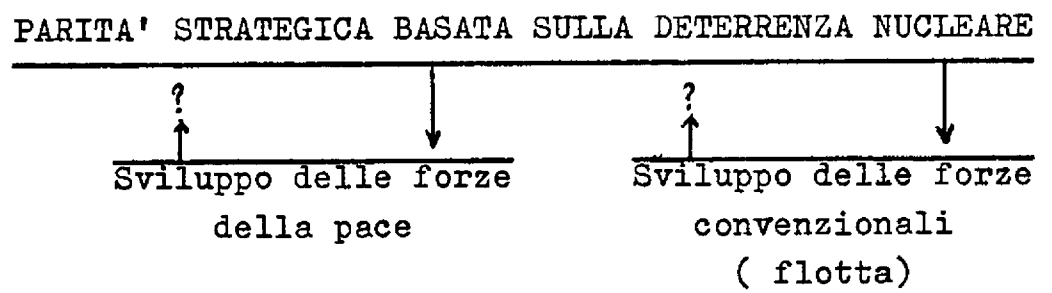 PARITA' STRATEGICA BASATA SULLA DETERRENZA NUCLEARE
? ?
Sviluppo delle forze Sviluppo delle forze
della pace convenzionali
( flotta)